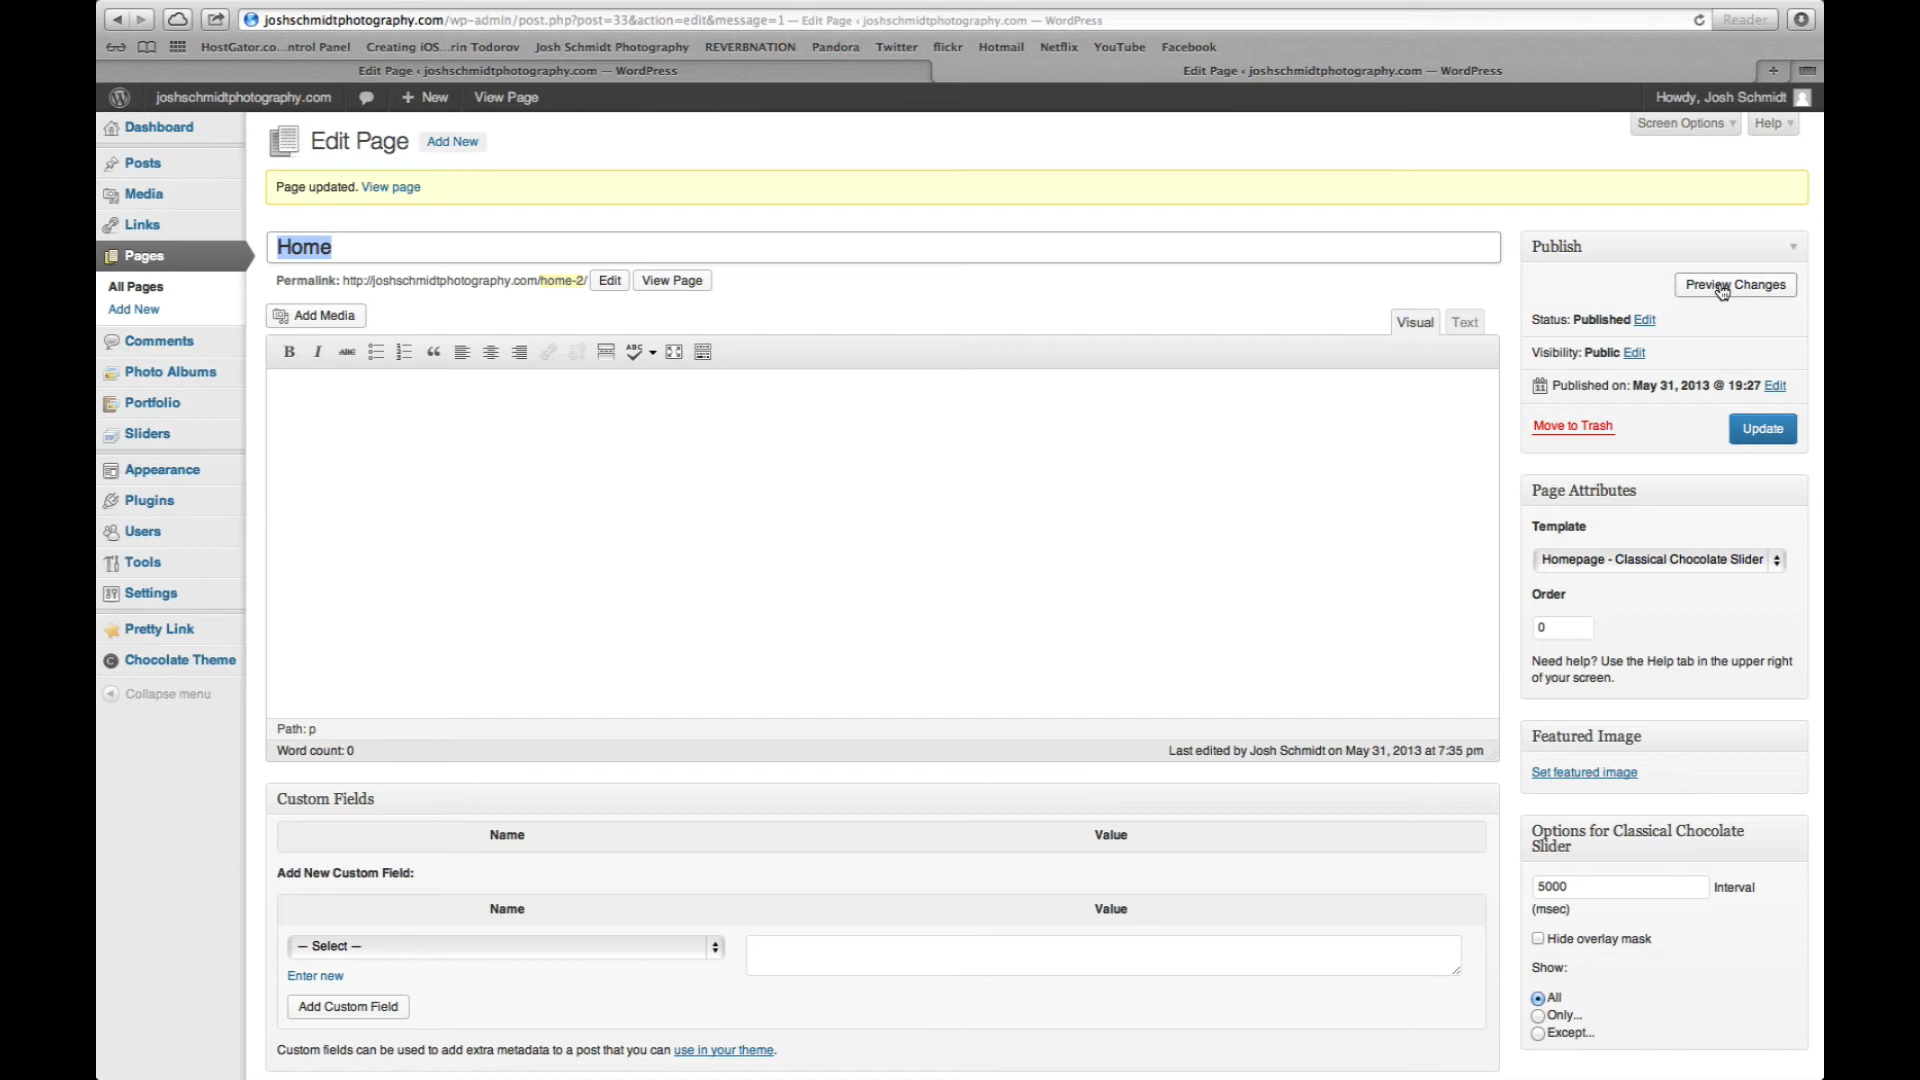 joshschmidtphotography.com/wp-admin/post.php?post=33&action=edit&message=1 — Edit Page ‹ joshschmidtphotography.com — WordPress
Reader
HostGator.co...ntrol Panel Creating iOS...rin Todorov Josh Schmidt Photography REVERBNATION Pandora Twitter flickr Hotmail Netflix YouTube Facebook
Edit Page ‹ joshschmidtphotography.com — WordPress Edit Page ‹ joshschmidtphotography.com — WordPress
joshschmidtphotography.com + New View Page Howdy, Josh Schmidt
Screen Options Help
Dashboard
Posts
Media
Links
Pages
All Pages
Add New
Comments
Photo Albums
Portfolio
Sliders
Appearance
Plugins
Users
Tools
Settings
Pretty Link
Chocolate Theme
Collapse menu
Edit Page Add New
Page updated. View page
Home
Permalink: http://joshschmidtphotography.com/home-2/ Edit View Page
Add Media
Visual Text
B I ABC ABC
Path: p
Word count: 0 Last edited by Josh Schmidt on May 31, 2013 at 7:35 pm
Custom Fields
Name Value
Add New Custom Field:
Name Value
— Select —
Enter new
Add Custom Field
Custom fields can be used to add extra metadata to a post that you can use in your theme.
Publish
Preview Changes
Status: Published Edit
Visibility: Public Edit
11 Published on: May 31, 2013 @ 19:27 Edit
Move to Trash Update
Page Attributes
Template
Homepage - Classical Chocolate Slider
Order
0
Need help? Use the Help tab in the upper right
of your screen.
Featured Image
Set featured image
Options for Classical Chocolate
Slider
5000 Interval
(msec)
Hide overlay mask
Show:
All
Only...
Except...